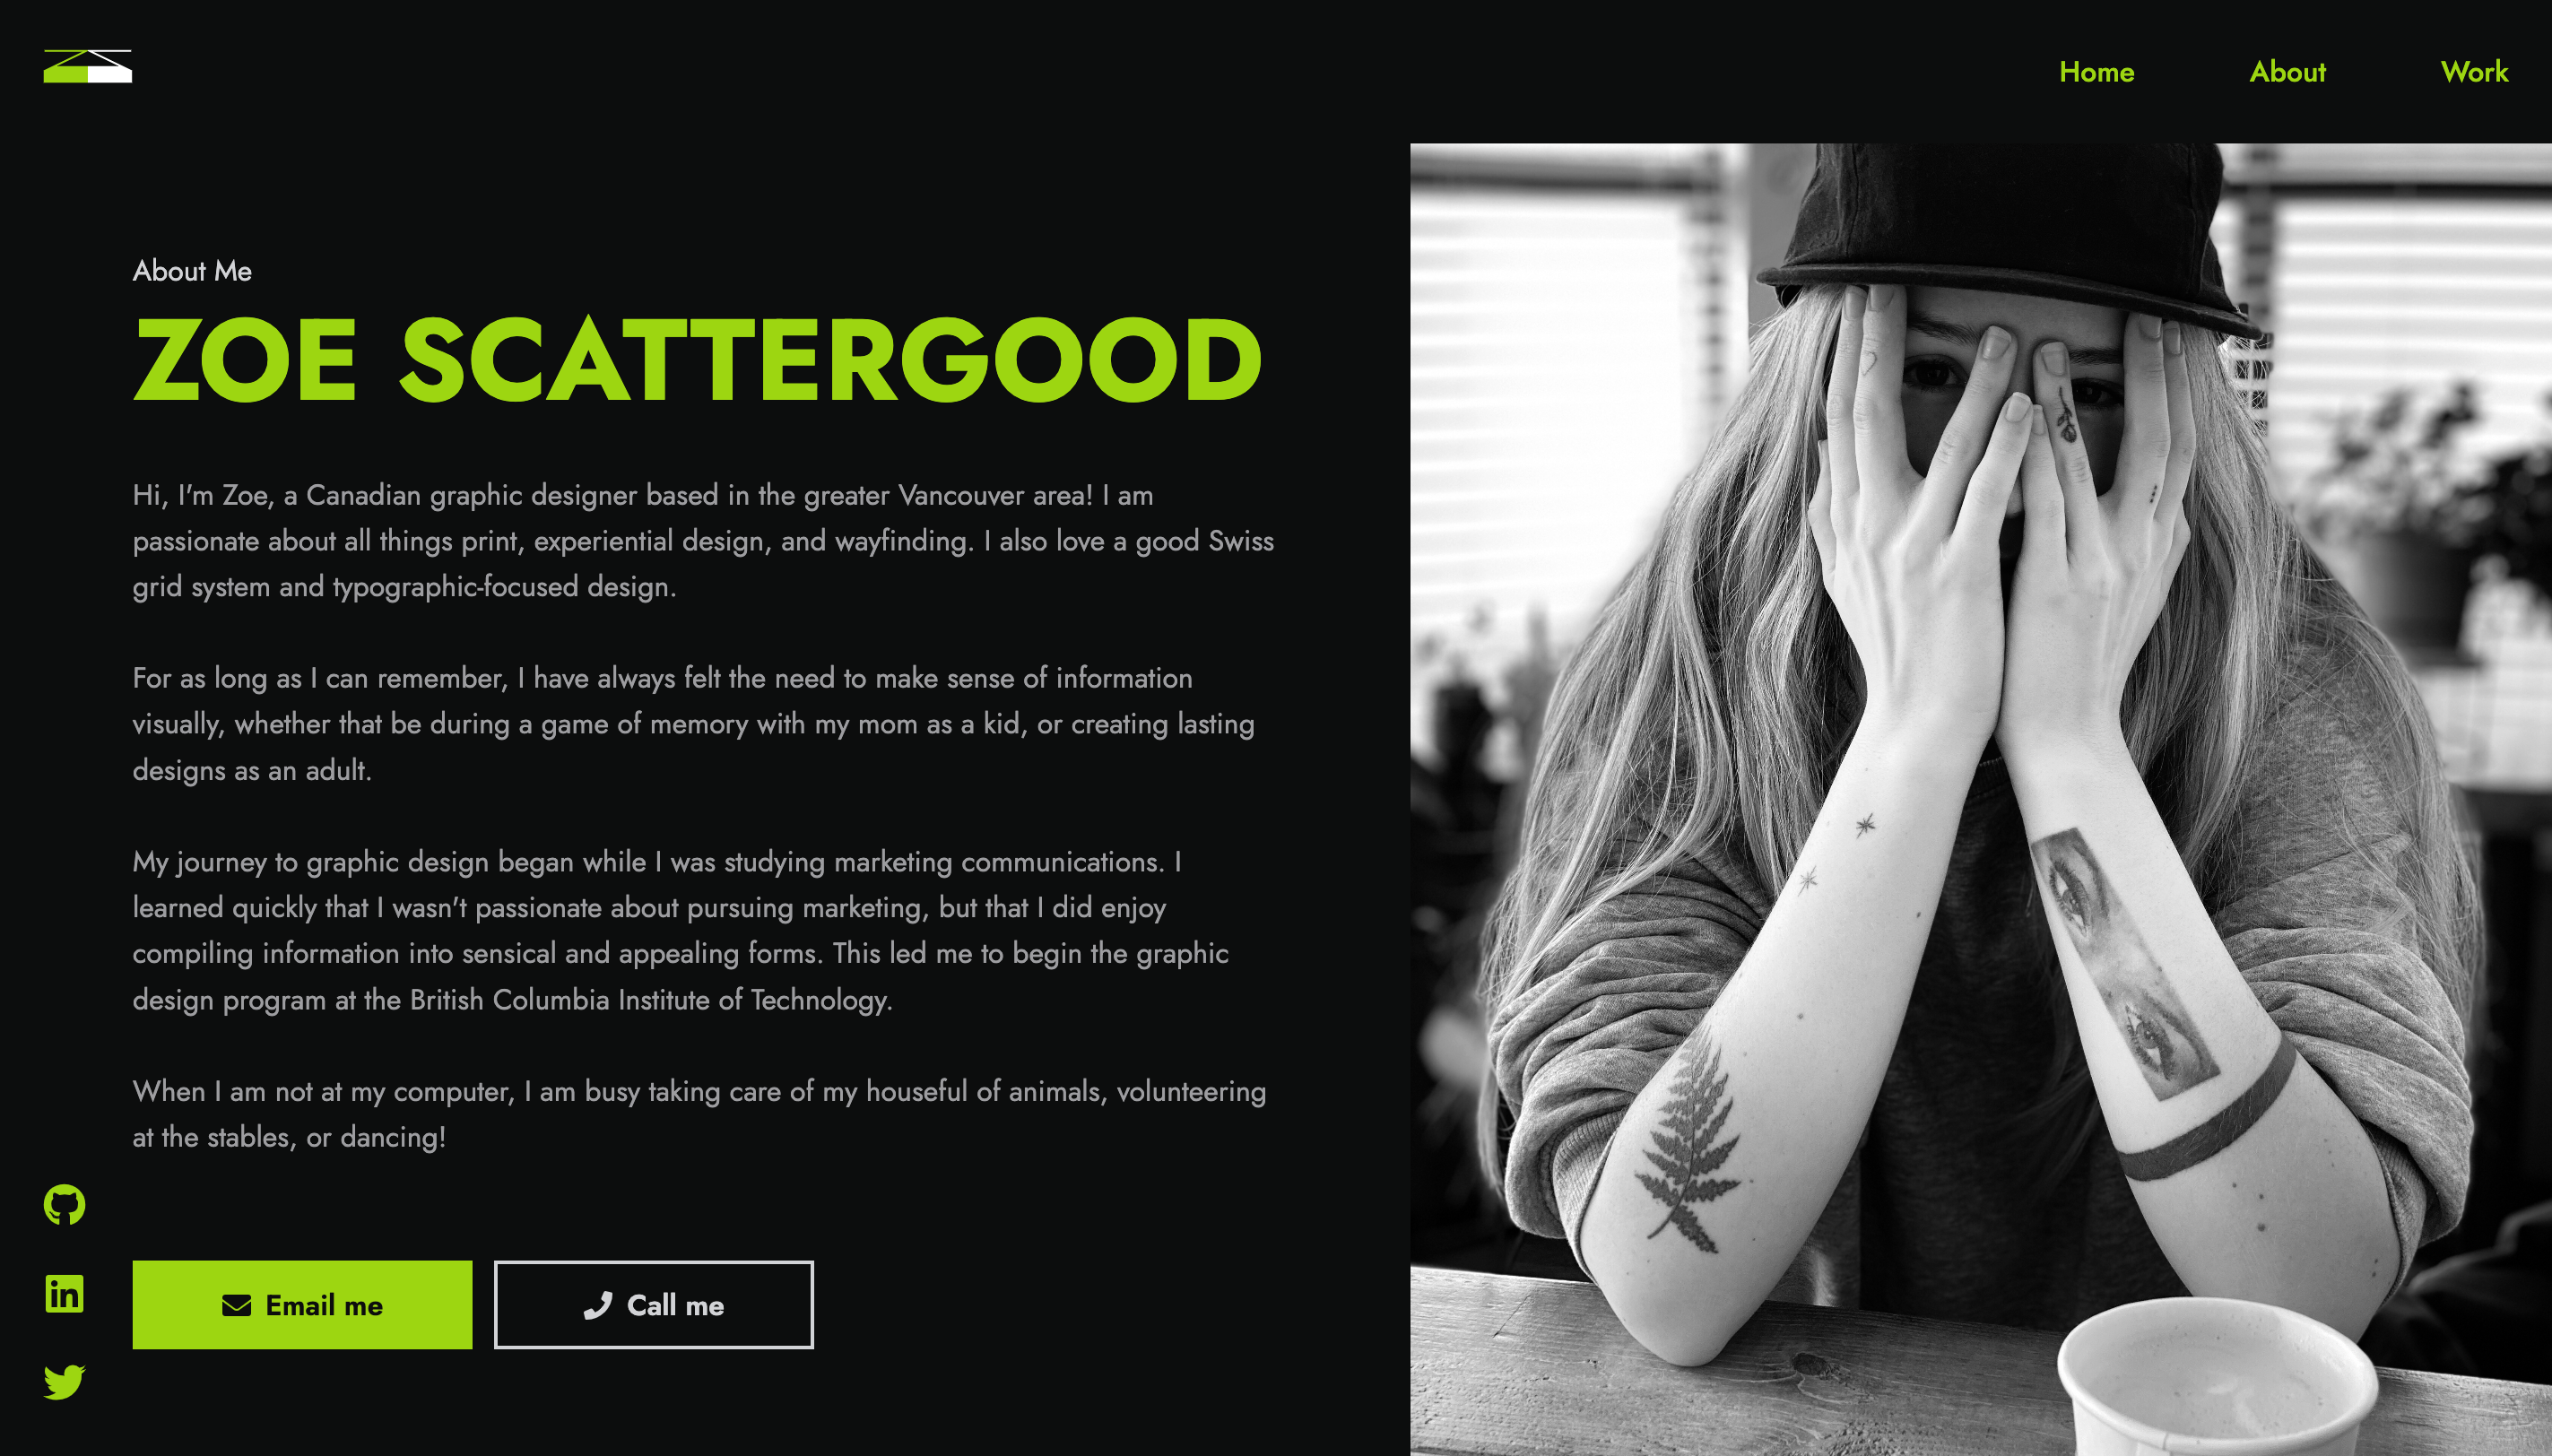 Home
About
Work
About Me
ZOE SCATTERGOOD
Hi, I'm Zoe, a Canadian graphic designer based in the greater Vancouver area! I am
passionate about all things print, experiential design, and wayfinding. I also love a good Swiss
grid system and typographic-focused design.
For as long as I can remember, I have always felt the need to make sense of information
visually, whether that be during a game of memory with my mom as a kid, or creating lasting
designs as an adult.
My journey to graphic design began while I was studying marketing communications. I
learned quickly that I wasn't passionate about pursuing marketing, but that I did enjoy
compiling information into sensical and appealing forms. This led me to begin the graphic
design program at the British Columbia Institute of Technology.
When I am not at my computer, I am busy taking care of my houseful of animals, volunteering
at the stables, or dancing!
in
Email me
Call me